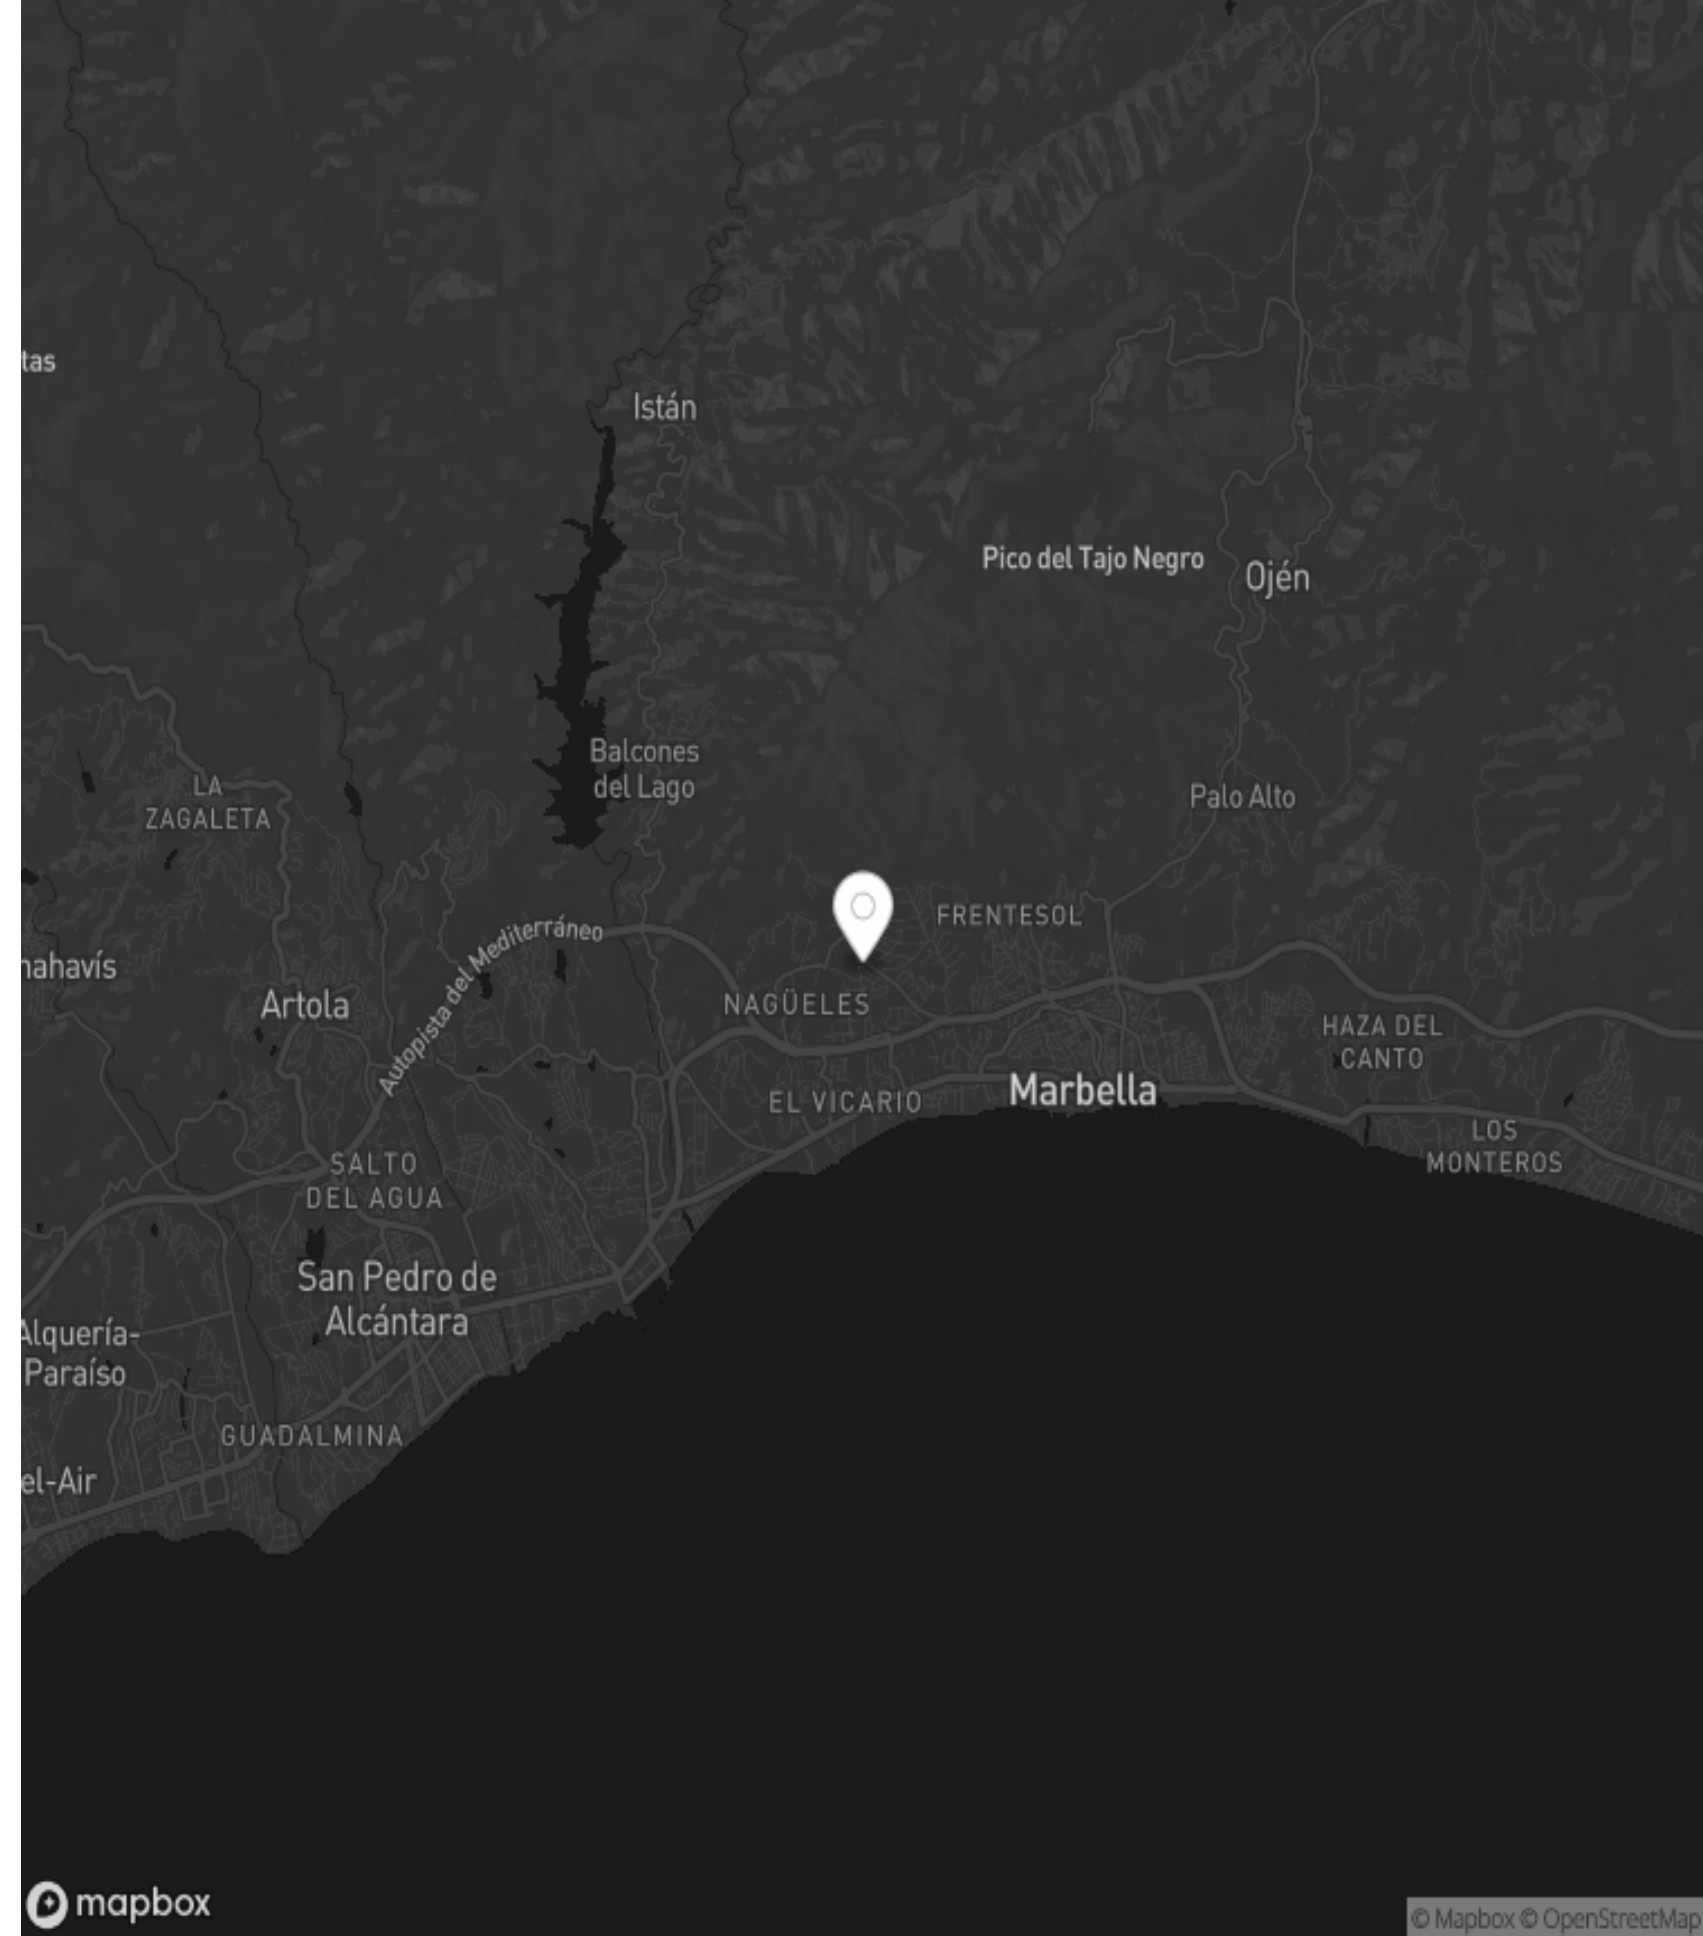 tas
Istán
Pico del Tajo Negro
Ojén
Balcones
del Lago
LA
ZAGALETA
Palo Alto
FRENTESOL
Autopista del Mediterráneo
nahavís
Artola
NAGÜELES
HAZA DEL
CANTO
Marbella
EL VICARIO
LOS
MONTEROS
SALTO
DEL AGUA
San Pedro de
Alcántara
Alquería-
Paraíso
GUADALMINA
el-Air
mapbox
© Mapbox © OpenStreetMap